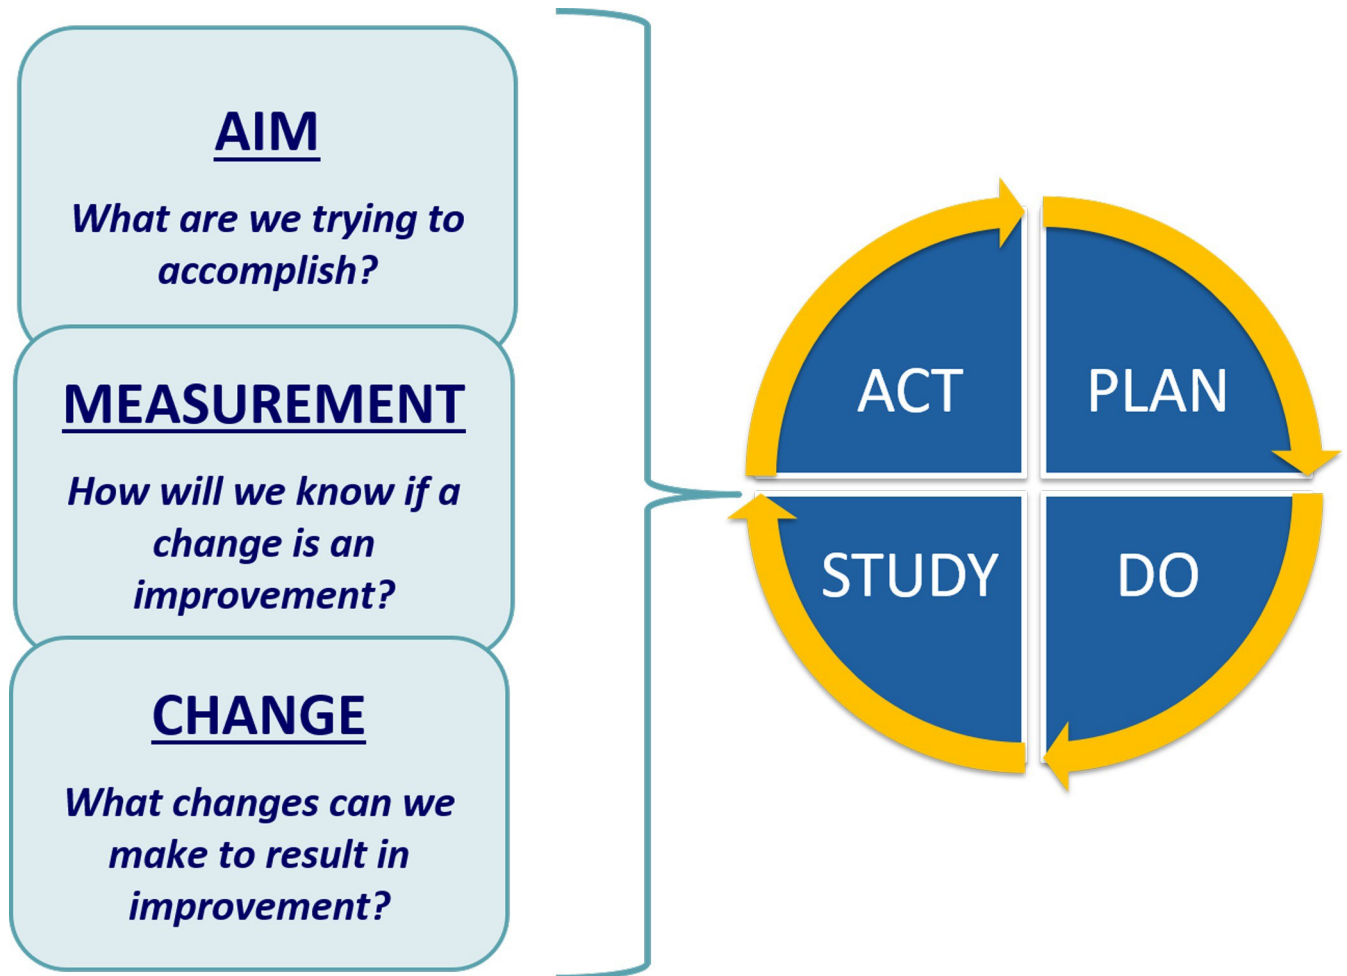 AIM
What are we trying to
accomplish?
MEASUREMENT
How will we know if a
change is an
improvement?
CHANGE
What changes can we
make to result in
improvement?
ACT
PLAN
STUDY
DO